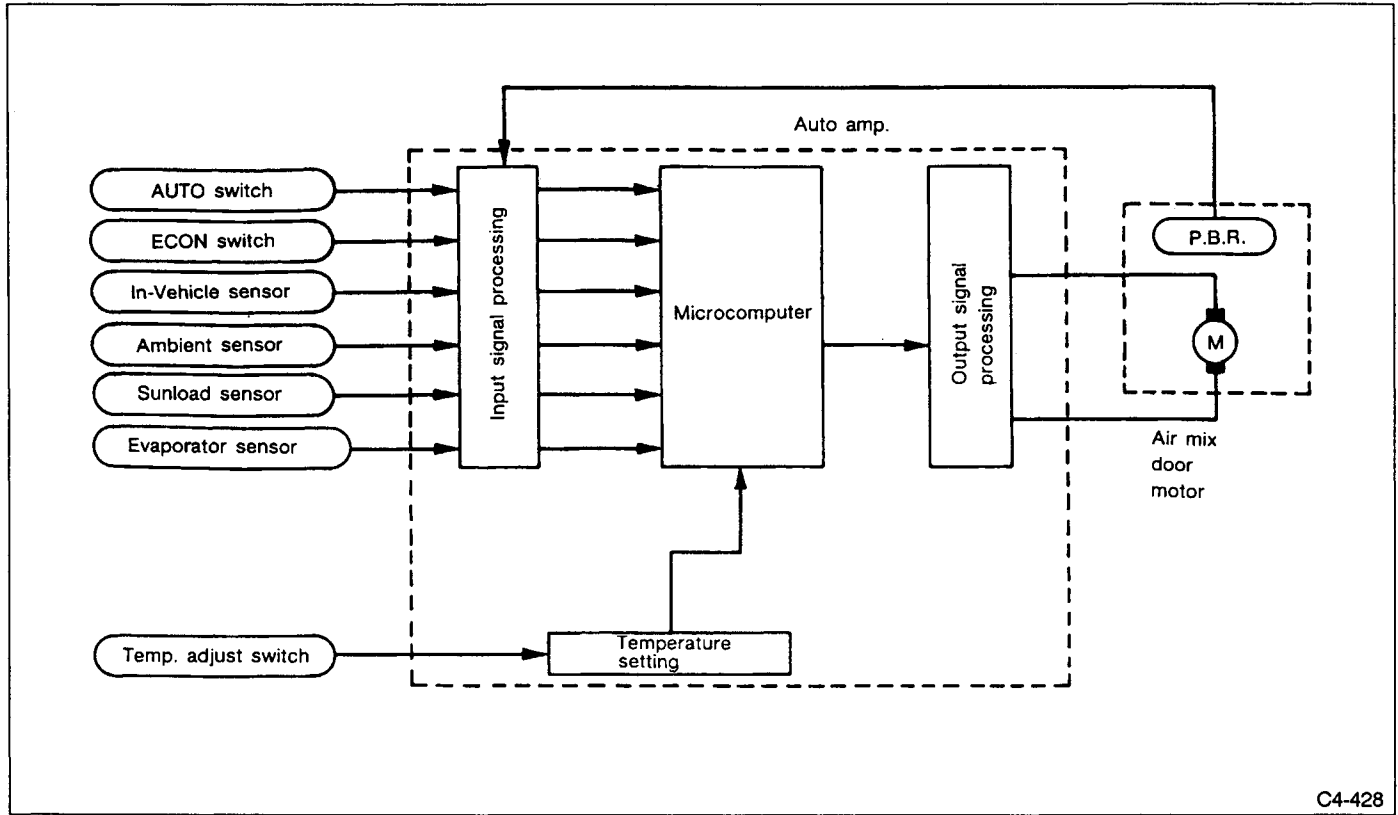 Auto amp.
AUTO switch
ECON switch
In-Vehicle sensor
Ambient sensor
Sunload sensor
Evaporator sensor
Input signal processing
Microcomputer
Output signal
processing
P.B.R.
M
Air mix
door
motor
Temp. adjust switch
Temperature
setting
C4-428